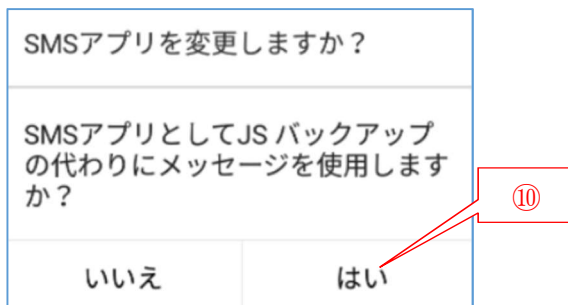 SMSアプリを変更しますか？
SMSアプリとしてJS バックアップ
の代わりにメッセージを使用します
か？
⑩
いいえ
はい